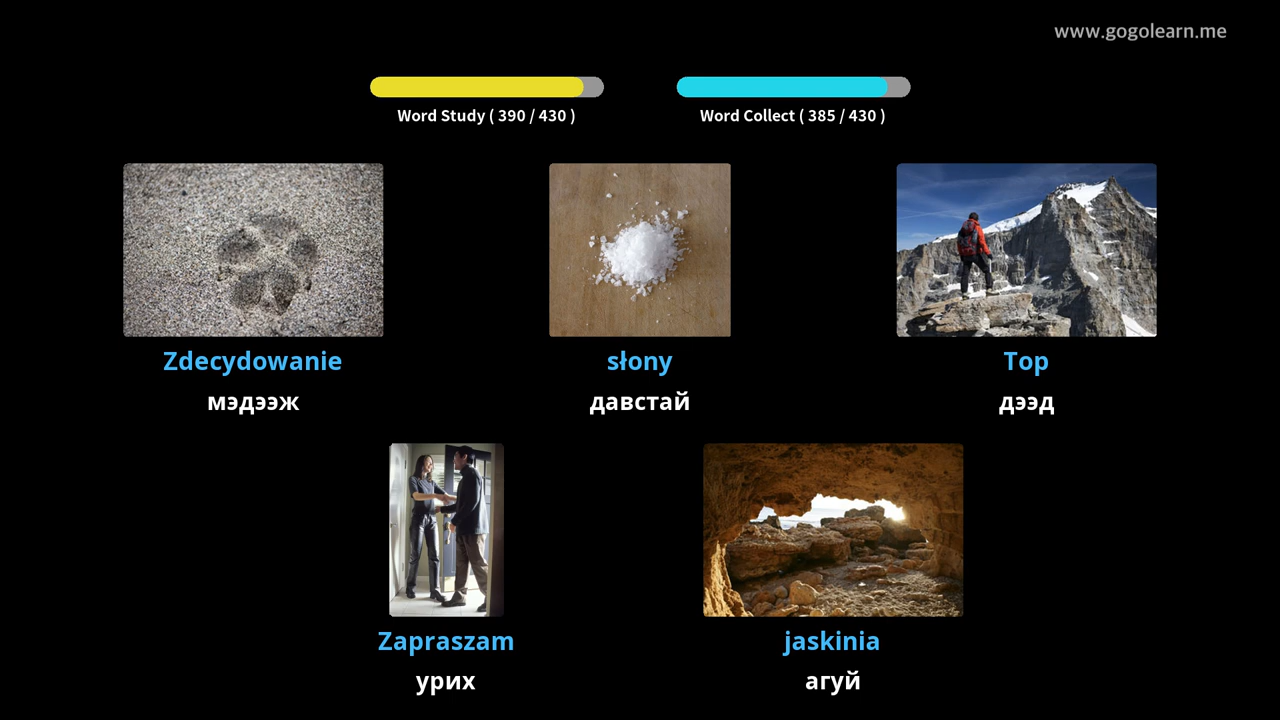 www.gogolearn.me
Word Study ( 390 / 430 )
Word Collect ( 385 / 430 )
Zdecydowanie
мэдээж
słony
давстай
Top
дээд
Zapraszam
урих
jaskinia
агуй